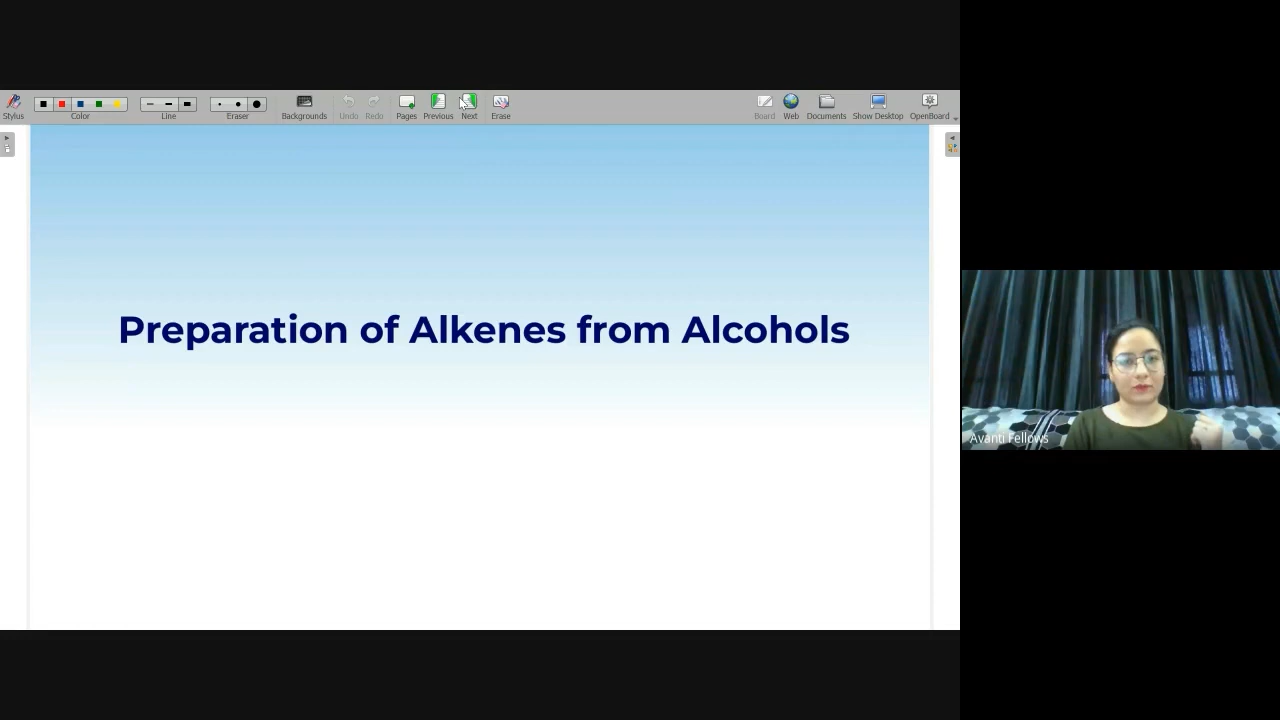 Stylus
Color
Line
Eraser
Backgrounds
Undo
Redo
Pages
Previous
Next
Erase
Board
Web
Documents
Show Desktop
OpenBoard
Preparation of Alkenes from Alcohols
Avanti Fellows